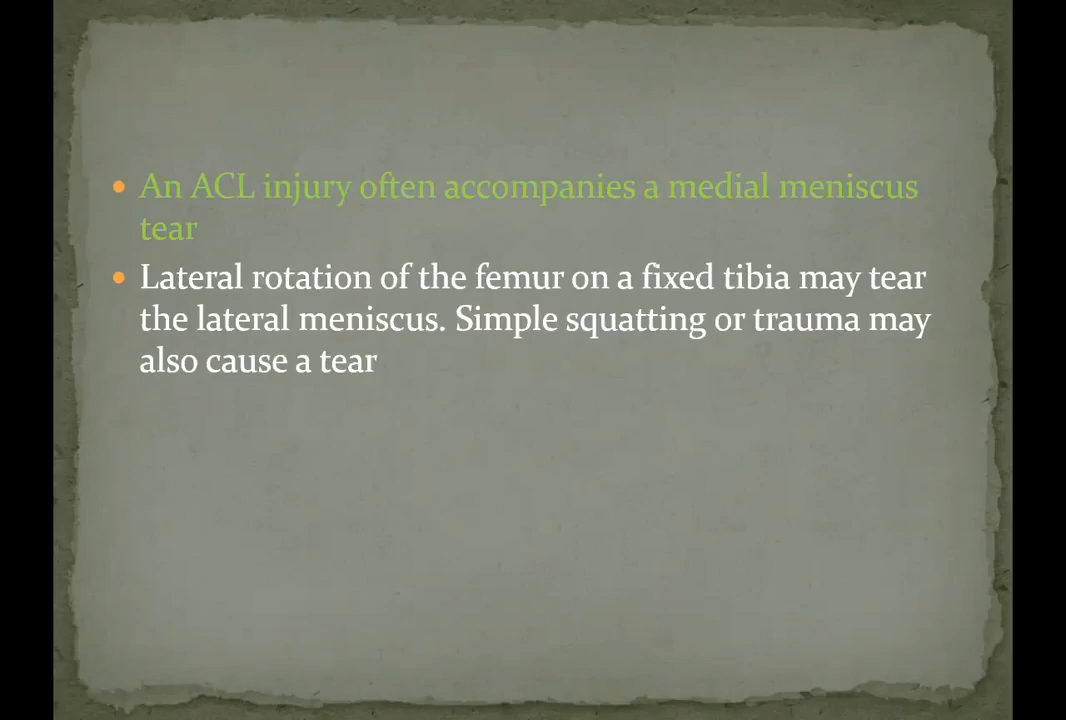 • An ACL injury often accompanies a medial meniscus
tear
• Lateral rotation of the femur on a fixed tibia may tear
the lateral meniscus. Simple squatting or trauma may
also cause a tear